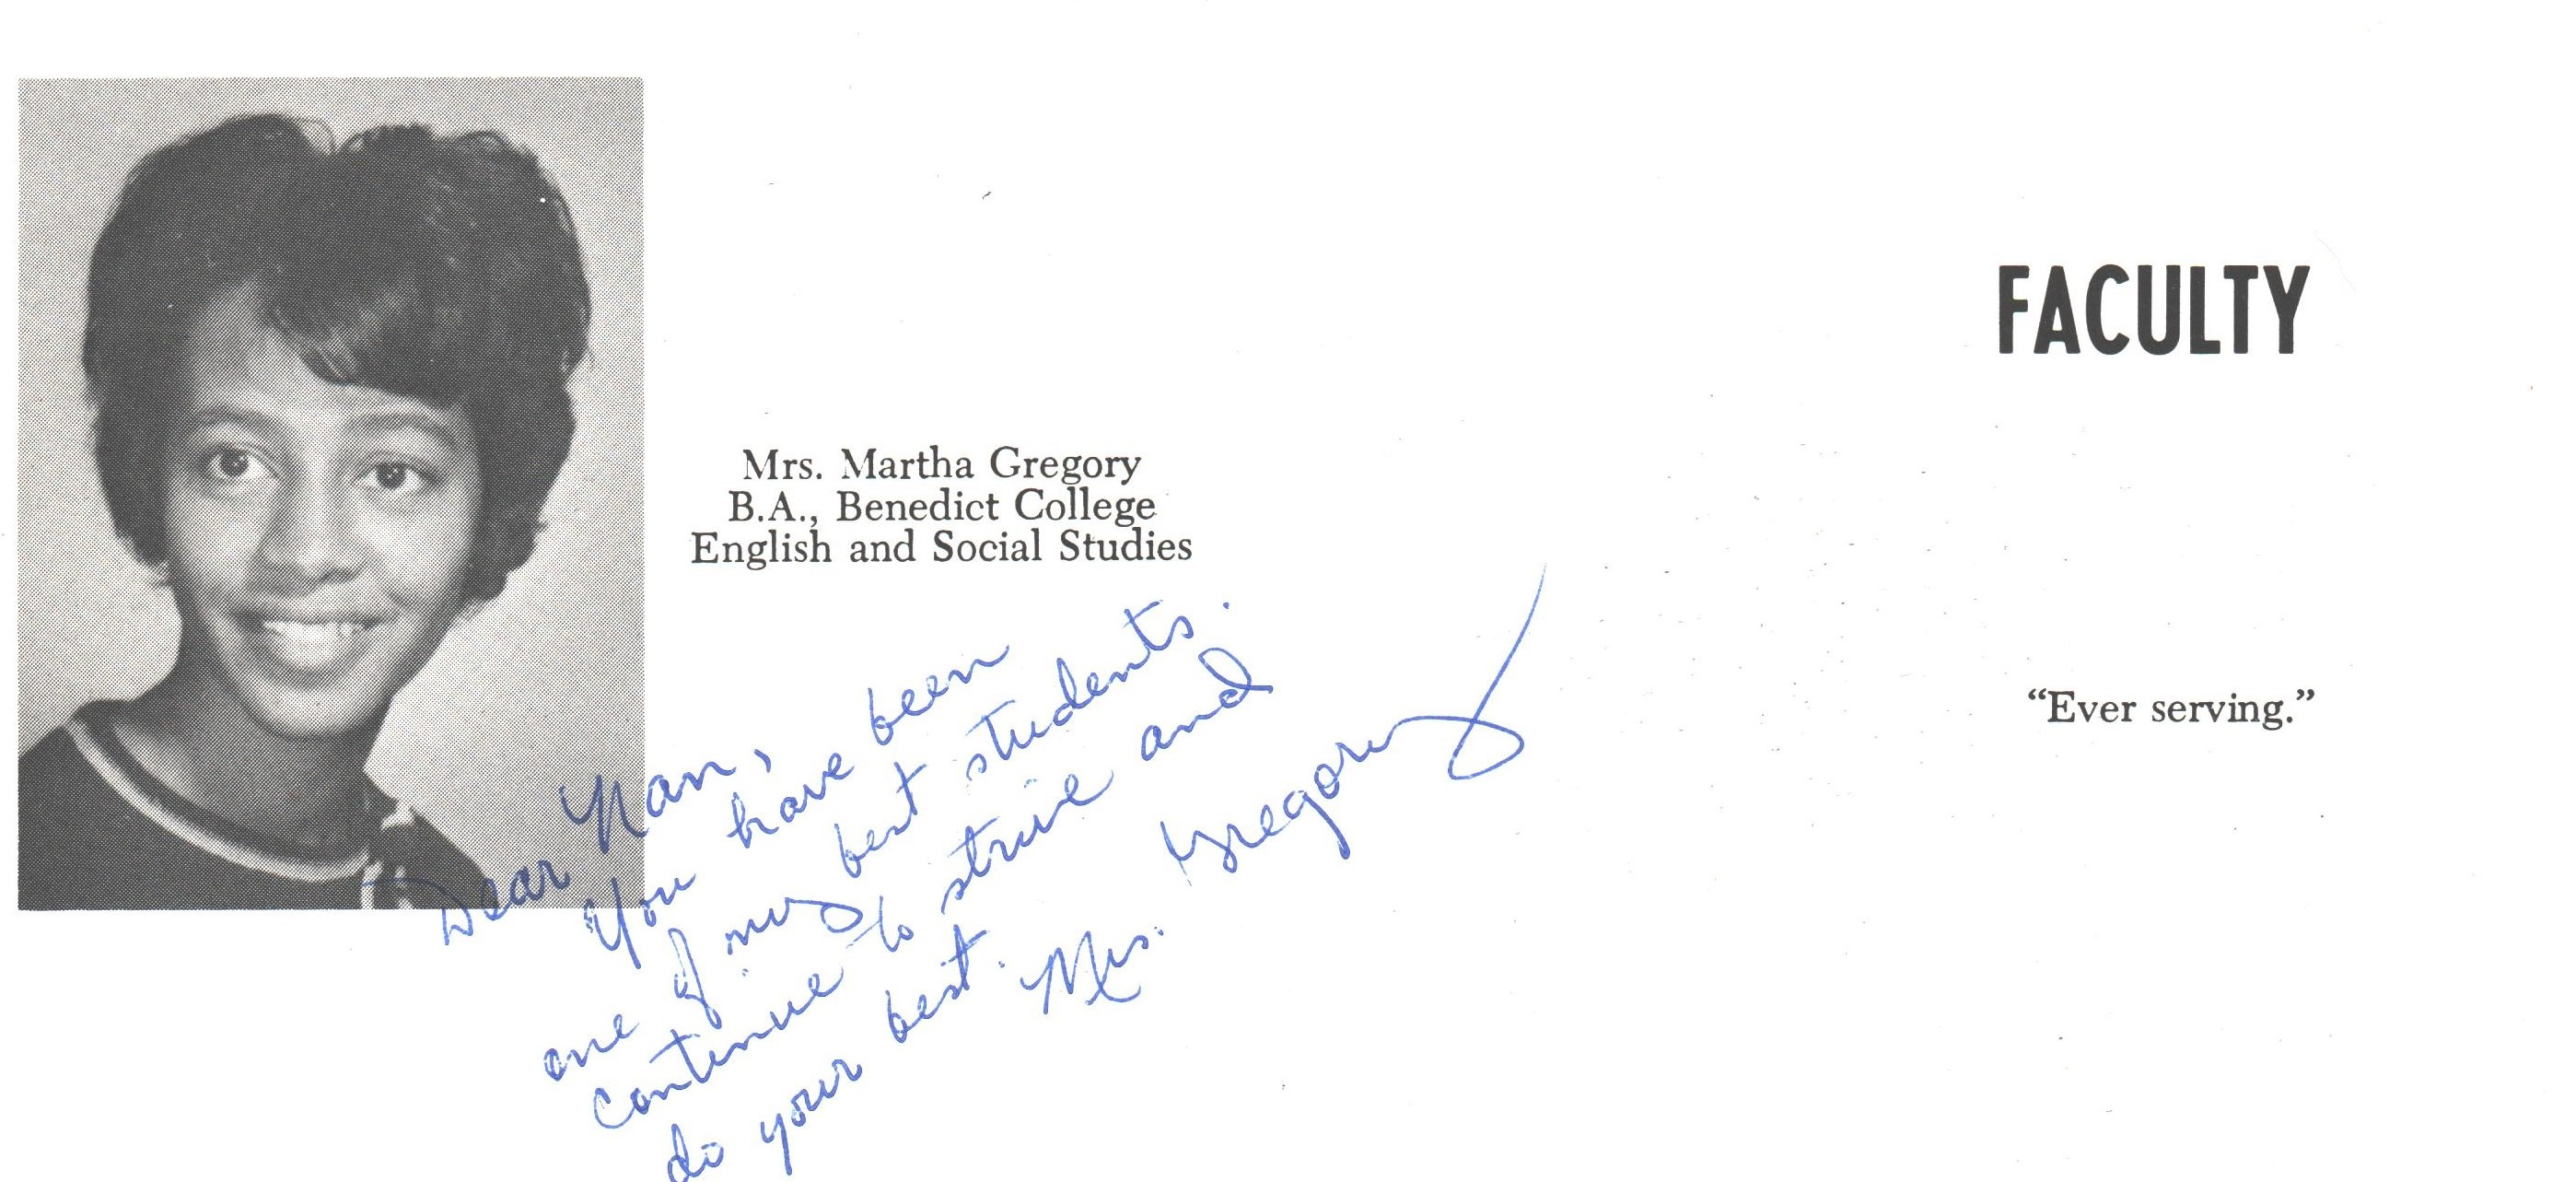 FACULTY
Mrs. Martha Gregory
B.A., Benedict College
English and Social Studies
"Ever serving."
Dear Nan,
You have been
one of my best students.
Continue to strive and
do your best. Mrs. Gregory